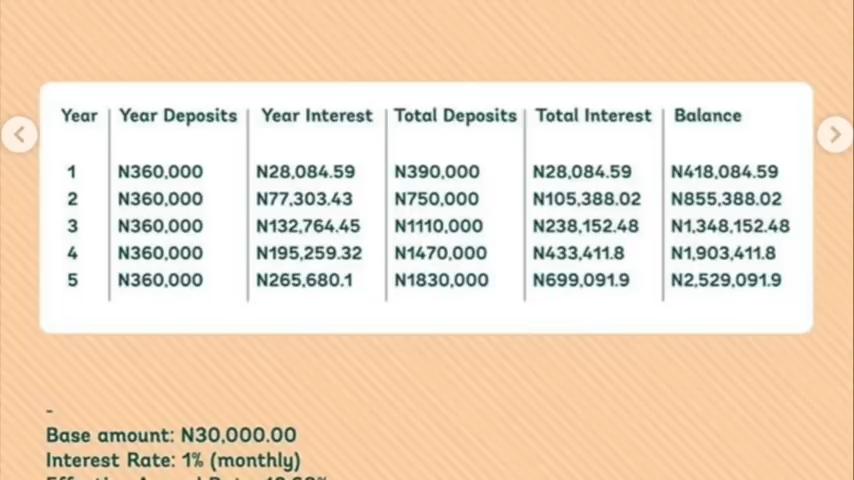 Year Year Deposits Year Interest Total Deposits Total Interest Balance
1 N360,000 N28,084.59 N390,000 N28,084.59 N418,084.59
2 N360,000 N77,303.43 N750,000 N105,388.02 N855,388.02
3 N360,000 N132,764.45 N1110,000 N238,152.48 N1,348,152.48
4 N360,000 N195,259.32 N1470,000 N433,411.8 N1,903,411.8
5 N360,000 N265,680.1 N1830,000 N699,091.9 N2,529,091.9
-
Base amount: N30,000.00
Interest Rate: 1% (monthly)